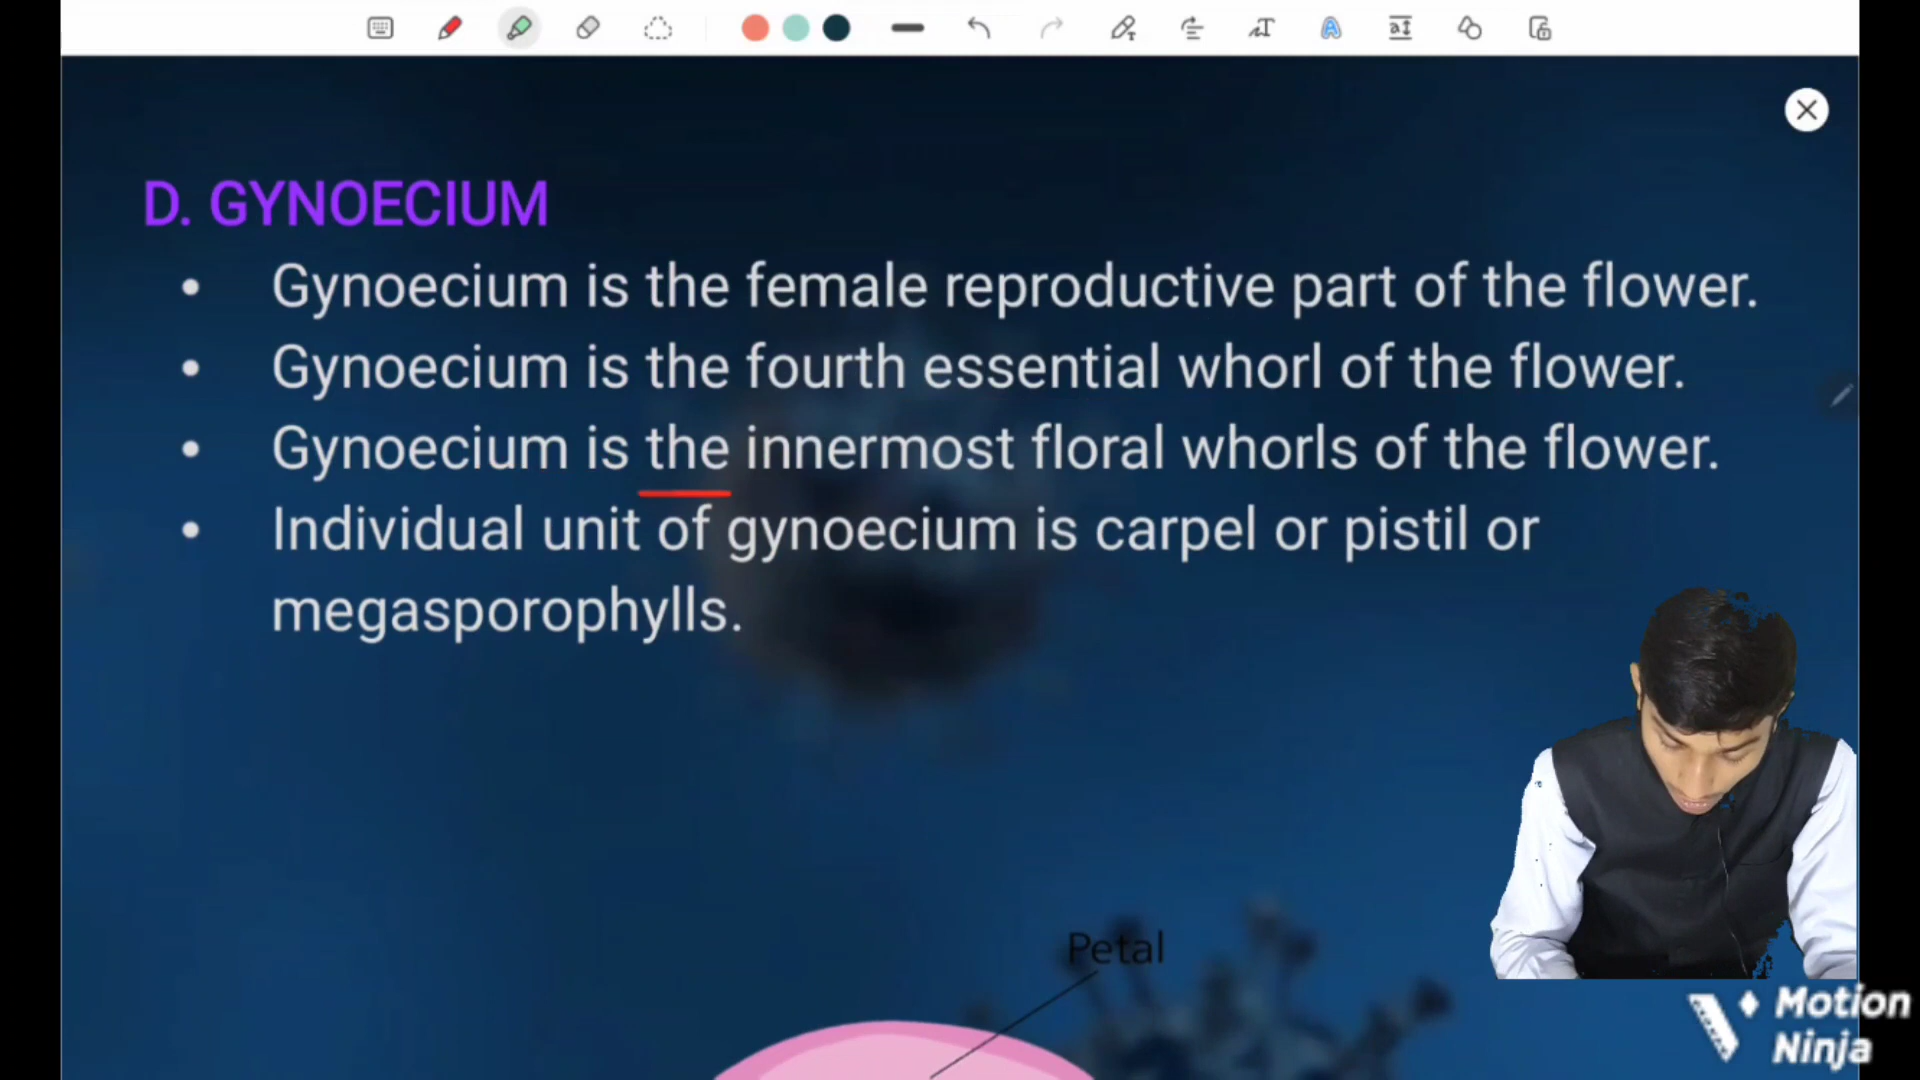 D. GYNOECIUM
• Gynoecium is the female reproductive part of the flower.
• Gynoecium is the fourth essential whorl of the flower.
• Gynoecium is the innermost floral whorls of the flower.
• Individual unit of gynoecium is carpel or pistil or
megasporophylls.
Petal
Motion
Ninja